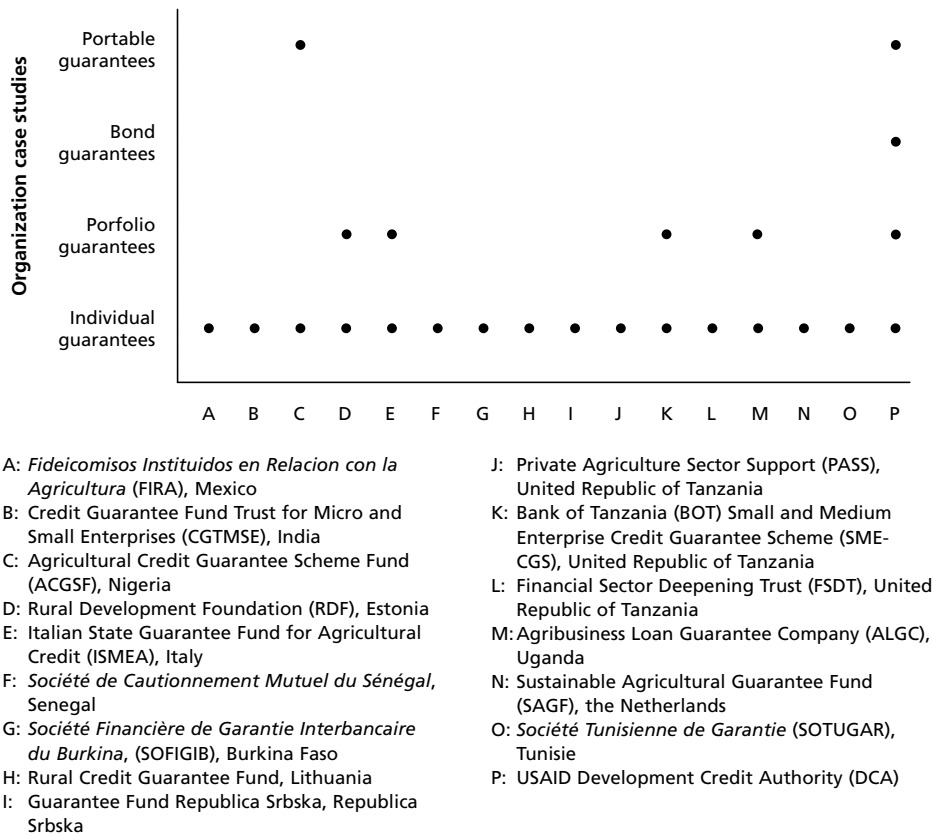 Organization case studies
Portable
guarantees
Bond
guarantees
Porfolio
guarantees
Individual
guarantees
A B C D E F G H I J K L M N O P
A: Fideicomisos Instituidos en Relacion con la
Agricultura (FIRA), Mexico
B: Credit Guarantee Fund Trust for Micro and
Small Enterprises (CGTMSE), India
C: Agricultural Credit Guarantee Scheme Fund
(ACGSF), Nigeria
D: Rural Development Foundation (RDF), Estonia
E: Italian State Guarantee Fund for Agricultural
Credit (ISMEA), Italy
F: Société de Cautionnement Mutuel du Sénégal,
Senegal
G: Société Financière de Garantie Interbancaire
du Burkina, (SOFIGIB), Burkina Faso
H: Rural Credit Guarantee Fund, Lithuania
I: Guarantee Fund Republica Srbska, Republica
Srbska
J: Private Agriculture Sector Support (PASS),
United Republic of Tanzania
K: Bank of Tanzania (BOT) Small and Medium
Enterprise Credit Guarantee Scheme (SME-
CGS), United Republic of Tanzania
L: Financial Sector Deepening Trust (FSDT), United
Republic of Tanzania
M: Agribusiness Loan Guarantee Company (ALGC),
Uganda
N: Sustainable Agricultural Guarantee Fund
(SAGF), the Netherlands
O: Société Tunisienne de Garantie (SOTUGAR),
Tunisie
P: USAID Development Credit Authority (DCA)